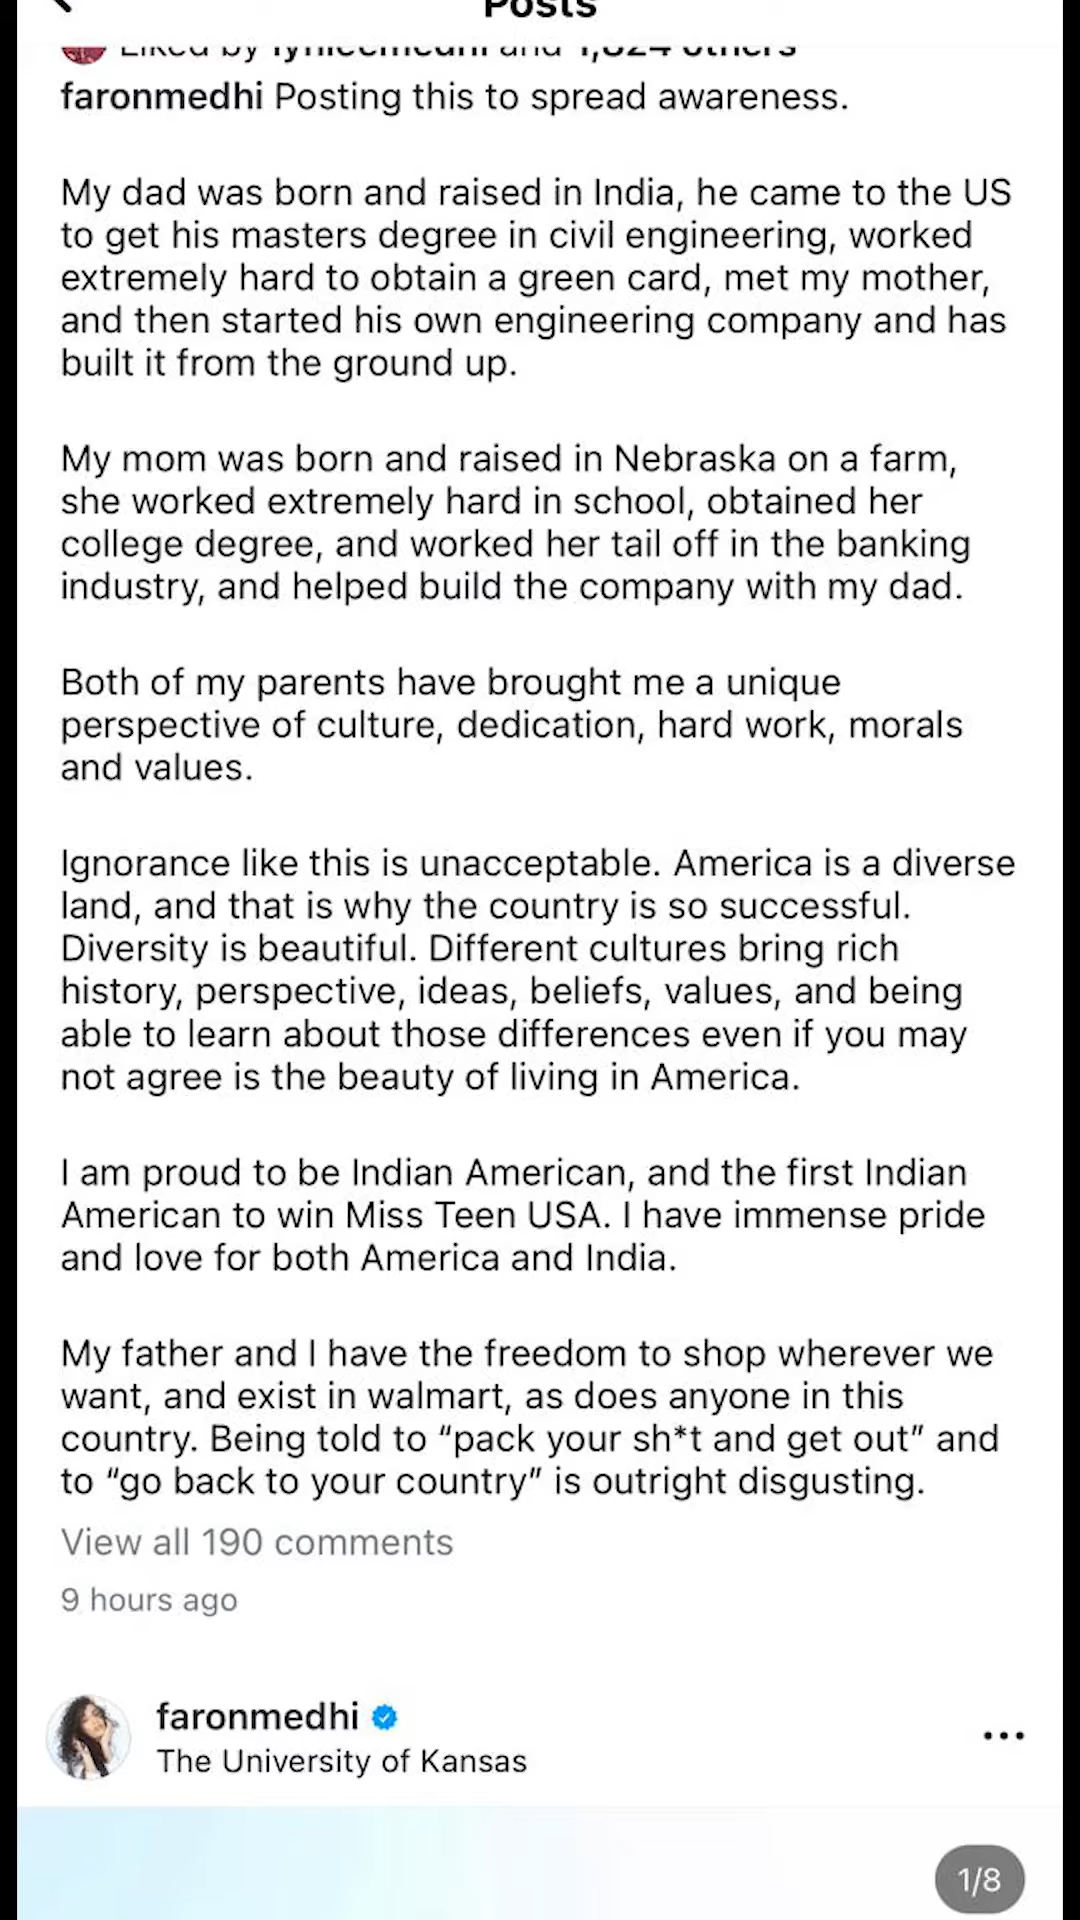 Posts
Liked by lynleemedhi and 1,824 others
faronmedhi Posting this to spread awareness.
My dad was born and raised in India, he came to the US
to get his masters degree in civil engineering, worked
extremely hard to obtain a green card, met my mother,
and then started his own engineering company and has
built it from the ground up.
My mom was born and raised in Nebraska on a farm,
she worked extremely hard in school, obtained her
college degree, and worked her tail off in the banking
industry, and helped build the company with my dad.
Both of my parents have brought me a unique
perspective of culture, dedication, hard work, morals
and values.
Ignorance like this is unacceptable. America is a diverse
land, and that is why the country is so successful.
Diversity is beautiful. Different cultures bring rich
history, perspective, ideas, beliefs, values, and being
able to learn about those differences even if you may
not agree is the beauty of living in America.
I am proud to be Indian American, and the first Indian
American to win Miss Teen USA. I have immense pride
and love for both America and India.
My father and I have the freedom to shop wherever we
want, and exist in walmart, as does anyone in this
country. Being told to “pack your sh*t and get out” and
to “go back to your country” is outright disgusting.
View all 190 comments
9 hours ago
faronmedhi
The University of Kansas
1/8